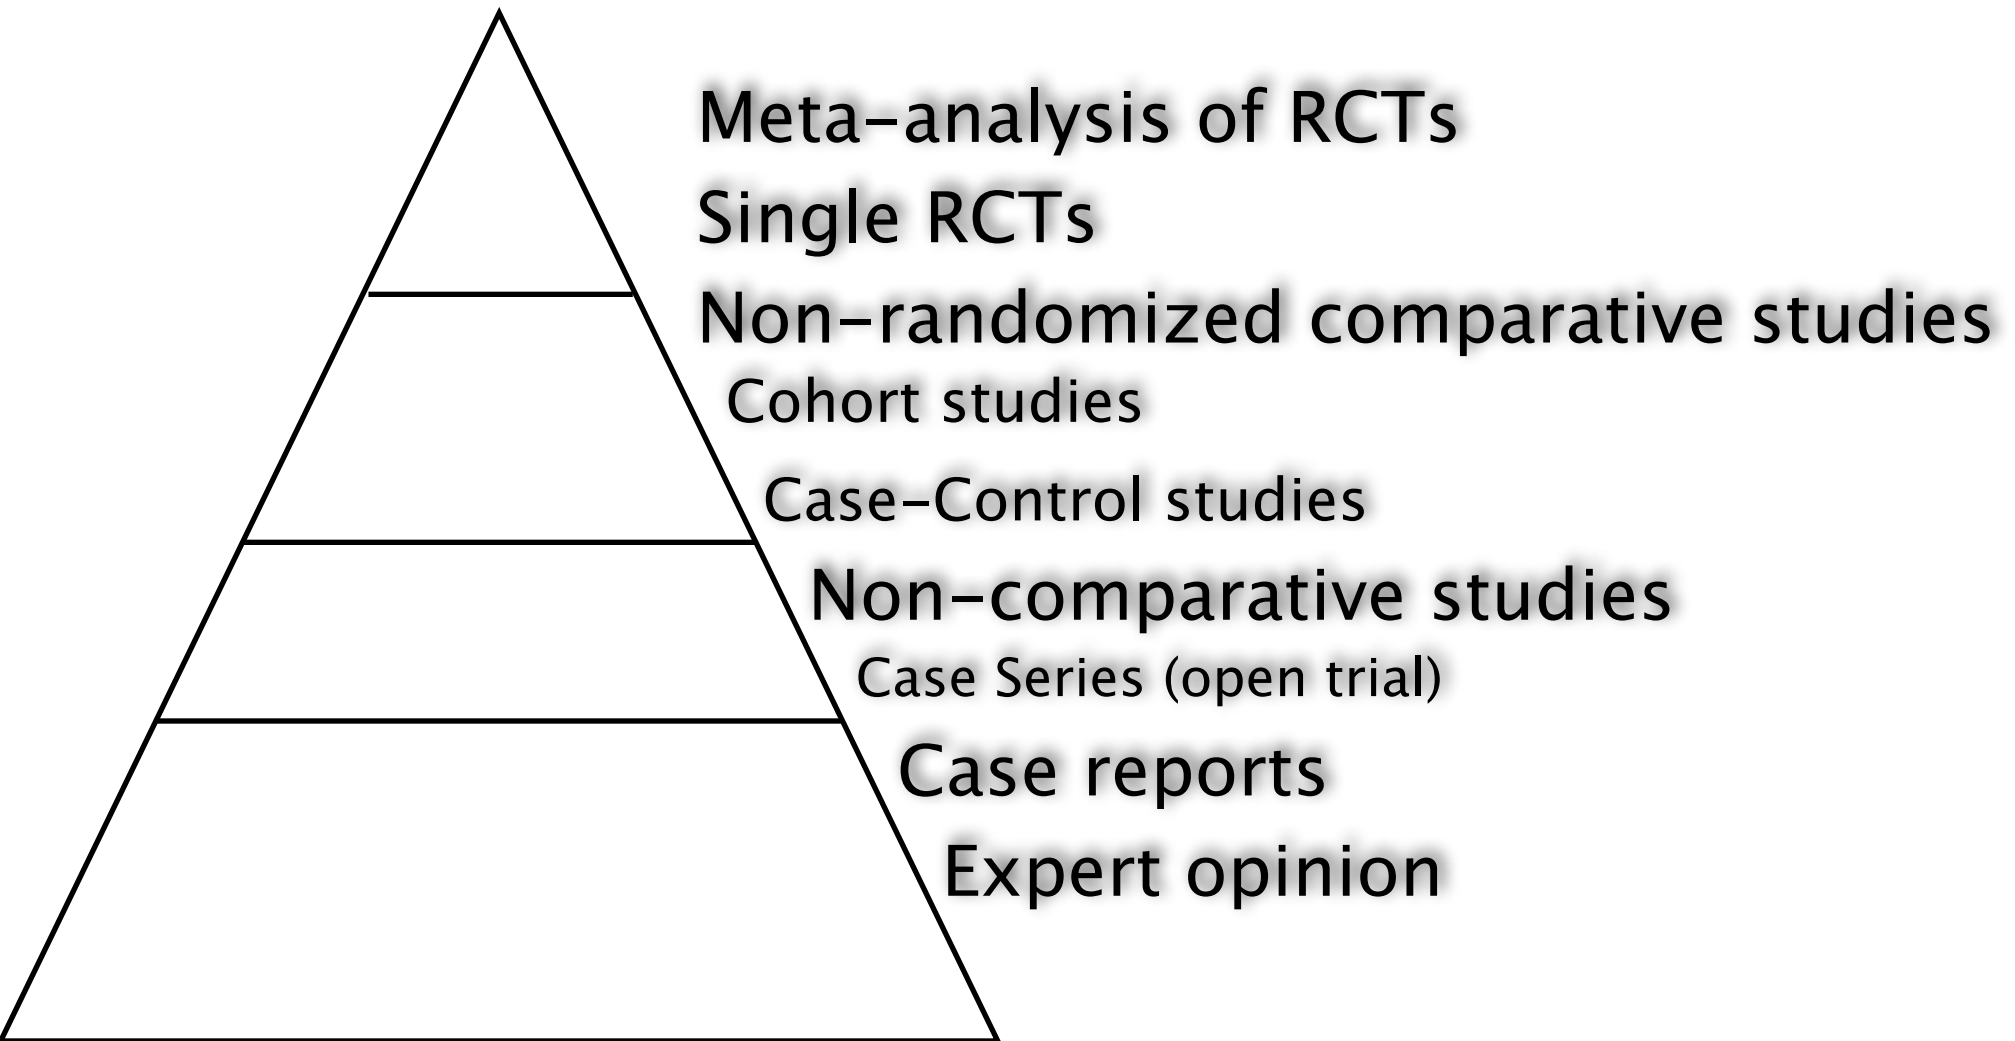 Meta-analysis of RCTs
Single RCTs
Non-randomized comparative studies
Cohort studies
Case-Control studies
Non-comparative studies
Case Series (open trial)
Case reports
Expert opinion